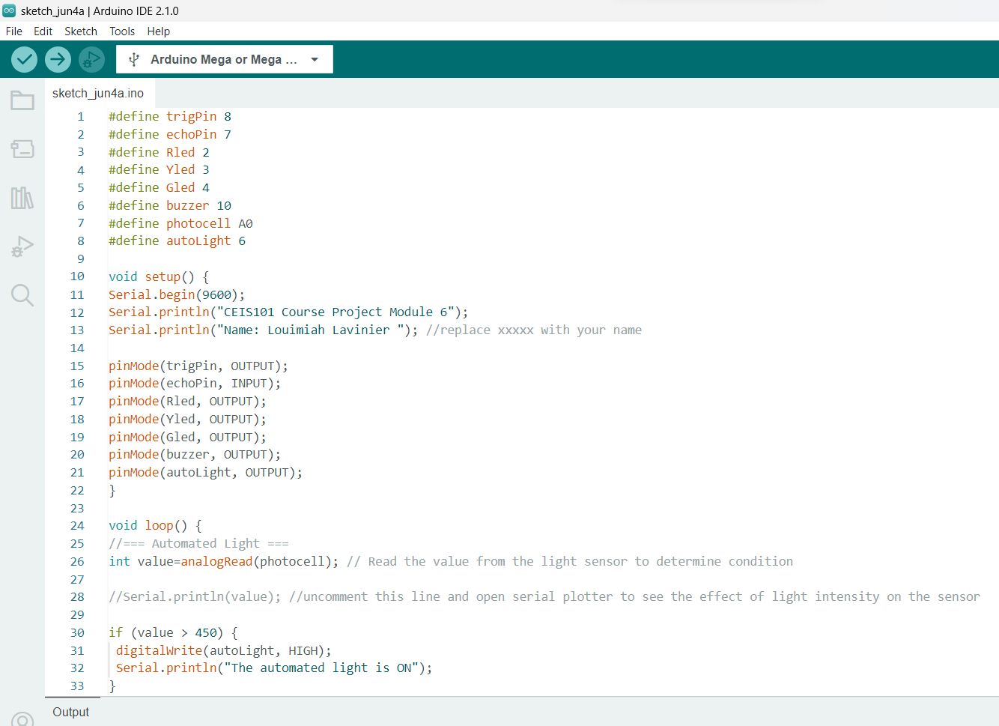 sketch_jun4a | Arduino IDE 2.1.0
File Edit Sketch Tools Help
Arduino Mega or Mega ...
sketch_jun4a.ino
1 #define trigPin 8
2 #define echoPin 7
3 #define Rled 2
4 #define Yled 3
5 #define Gled 4
6 #define buzzer 10
7 #define photocell A0
8 #define autoLight 6
9
10 void setup() {
11 Serial.begin(9600);
12 Serial.println("CEIS101 Course Project Module 6");
13 Serial.println("Name: Louimiah Lavinier "); //replace xxxxx with your name
14
15 pinMode(trigPin, OUTPUT);
16 pinMode(echoPin, INPUT);
17 pinMode(Rled, OUTPUT);
18 pinMode(Yled, OUTPUT);
19 pinMode(Gled, OUTPUT);
20 pinMode(buzzer, OUTPUT);
21 pinMode(autoLight, OUTPUT);
22 }
23
24 void loop() {
25 //=== Automated Light ===
26 int value=analogRead(photocell); // Read the value from the light sensor to determine condition
27
28 //Serial.println(value); //uncomment this line and open serial plotter to see the effect of light intensity on the sensor
29
30 if (value > 450) {
31 digitalWrite(autoLight, HIGH);
32 Serial.println("The automated light is ON");
33 }
Output